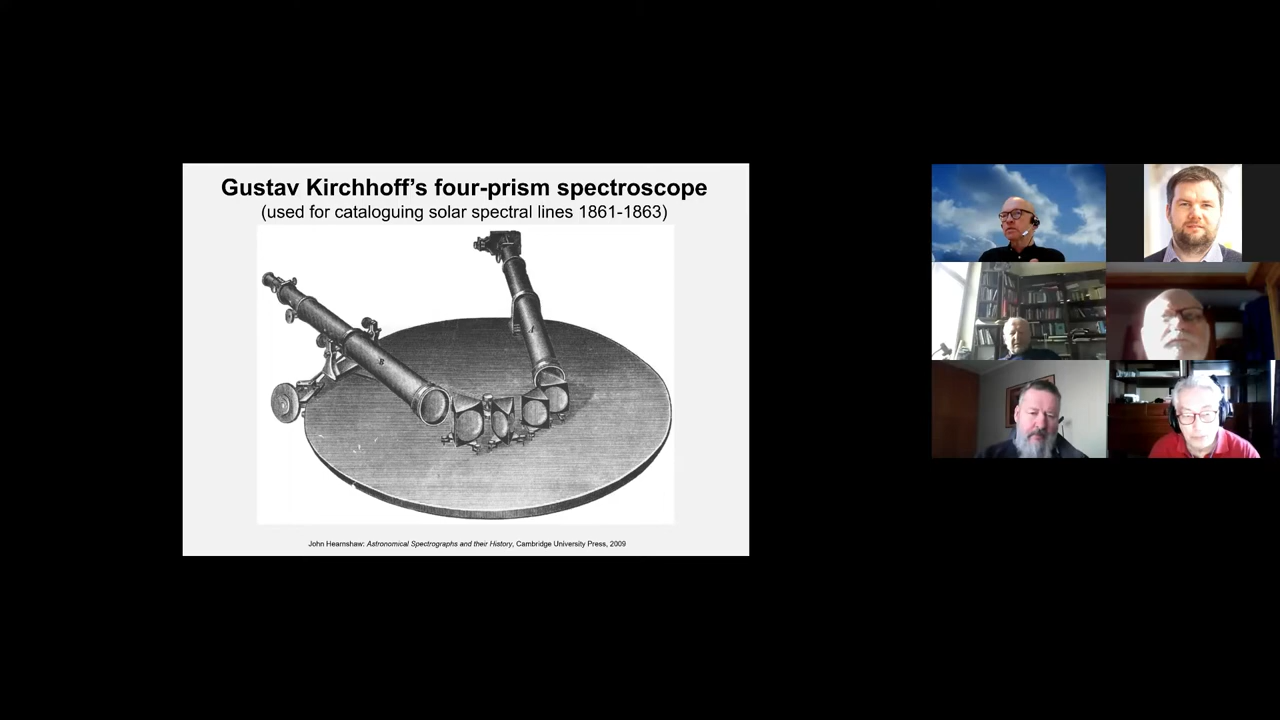 Gustav Kirchhoff’s four-prism spectroscope
(used for cataloguing solar spectral lines 1861-1863)
A
B
John Hearnshaw: Astronomical Spectrographs and their History, Cambridge University Press, 2009